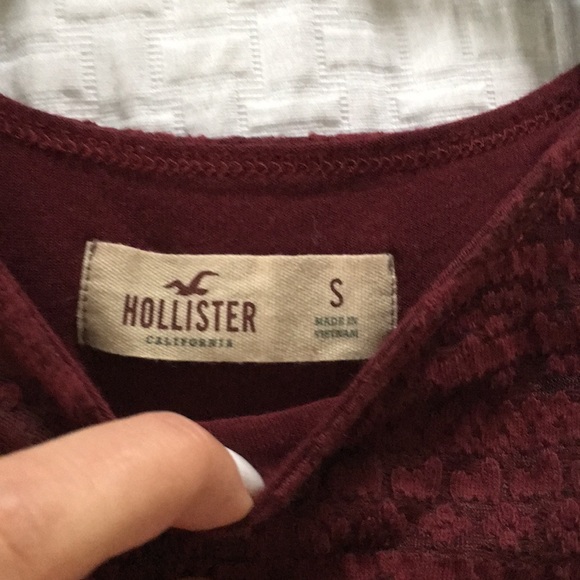 HOLLISTER
CALIFORNIA
S
MADE IN
VIETNAM